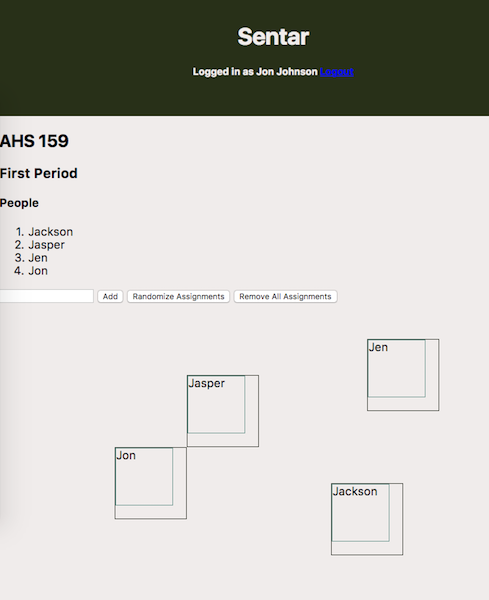 Sentar
Logged in as Jon Johnson Logout
AHS 159
First Period
People
1. Jackson
2. Jasper
3. Jen
4. Jon
Add Randomize Assignments Remove All Assignments
Jen
Jasper
Jon
Jackson